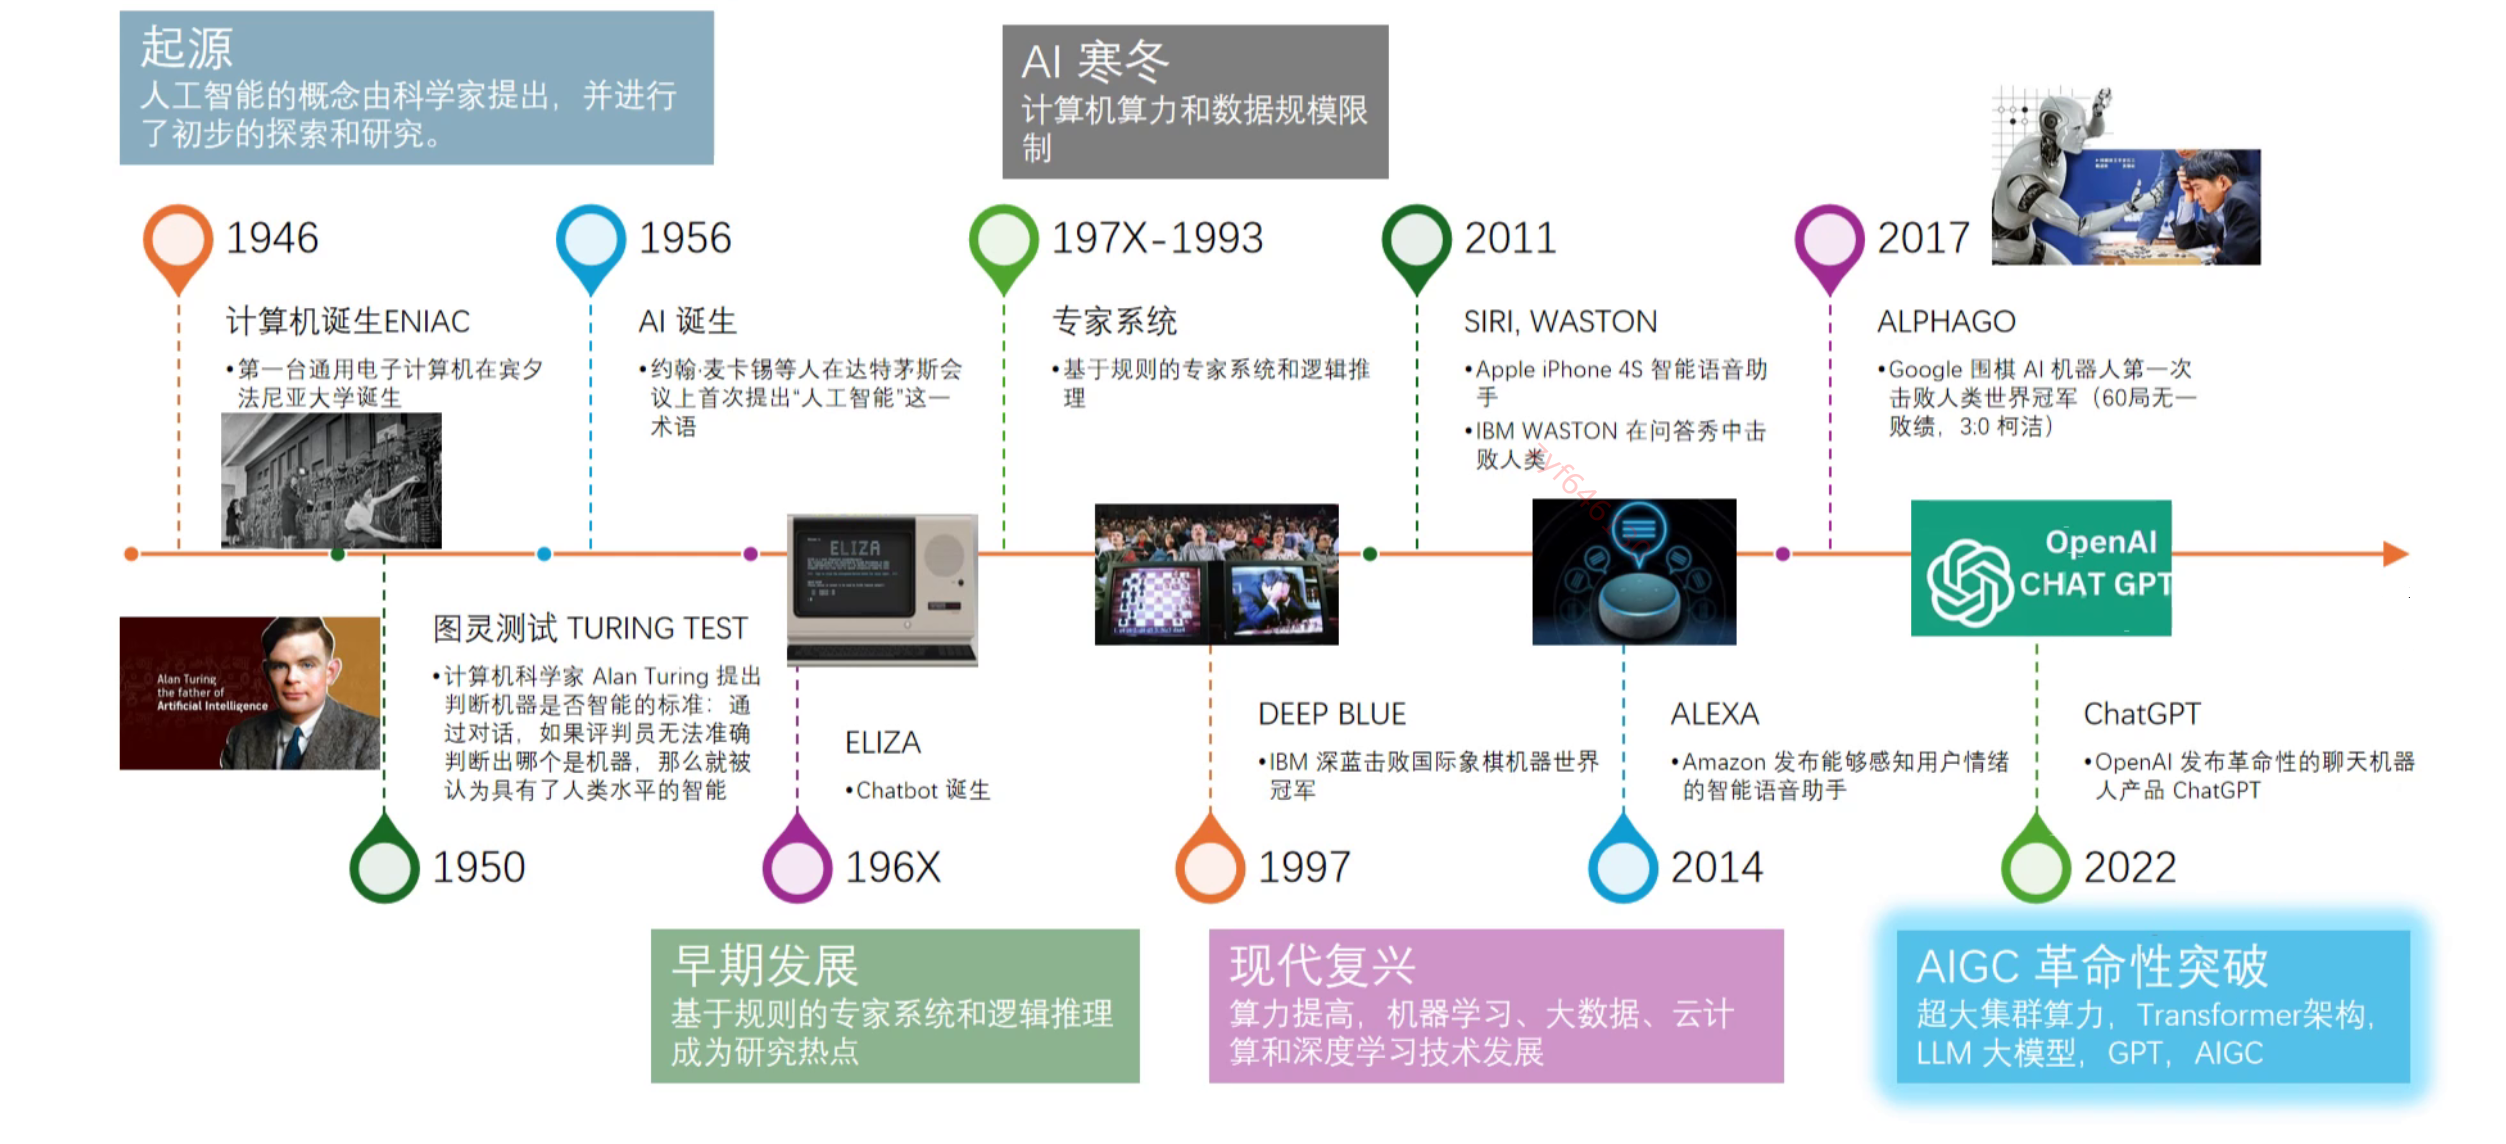 起源
人工智能的概念由科学家提出，并进行
了初步的探索和研究。
AI 寒冬
计算机算力和数据规模限
制
1946
计算机诞生ENIAC
•第一台通用电子计算机在宾夕
法尼亚大学诞生
1956
AI 诞生
•约翰·麦卡锡等人在达特茅斯会
议上首次提出“人工智能”这一
术语
197X-1993
专家系统
•基于规则的专家系统和逻辑推
理
2011
SIRI, WASTON
•Apple iPhone 4S 智能语音助
手
•IBM WASTON 在问答秀中击
败人类
2017
ALPHAGO
•Google 围棋 AI 机器人第一次
击败人类世界冠军（60局无一
败绩，3:0 柯洁）
ELIZA
OpenAI
CHAT GPT
Alan Turing
the father of
Artificial Intelligence
图灵测试 TURING TEST
•计算机科学家 Alan Turing 提出
判断机器是否智能的标准：通
过对话，如果评判员无法准确
判断出哪个是机器，那么就被
认为具有了人类水平的智能
1950
ELIZA
•Chatbot 诞生
196X
DEEP BLUE
•IBM 深蓝击败国际象棋机器世界
冠军
1997
ALEXA
•Amazon 发布能够感知用户情绪
的智能语音助手
2014
ChatGPT
•OpenAI 发布革命性的聊天机器
人产品 ChatGPT
2022
早期发展
基于规则的专家系统和逻辑推理
成为研究热点
现代复兴
算力提高，机器学习、大数据、云计
算和深度学习技术发展
AIGC 革命性突破
超大集群算力，Transformer架构，
LLM 大模型，GPT，AIGC